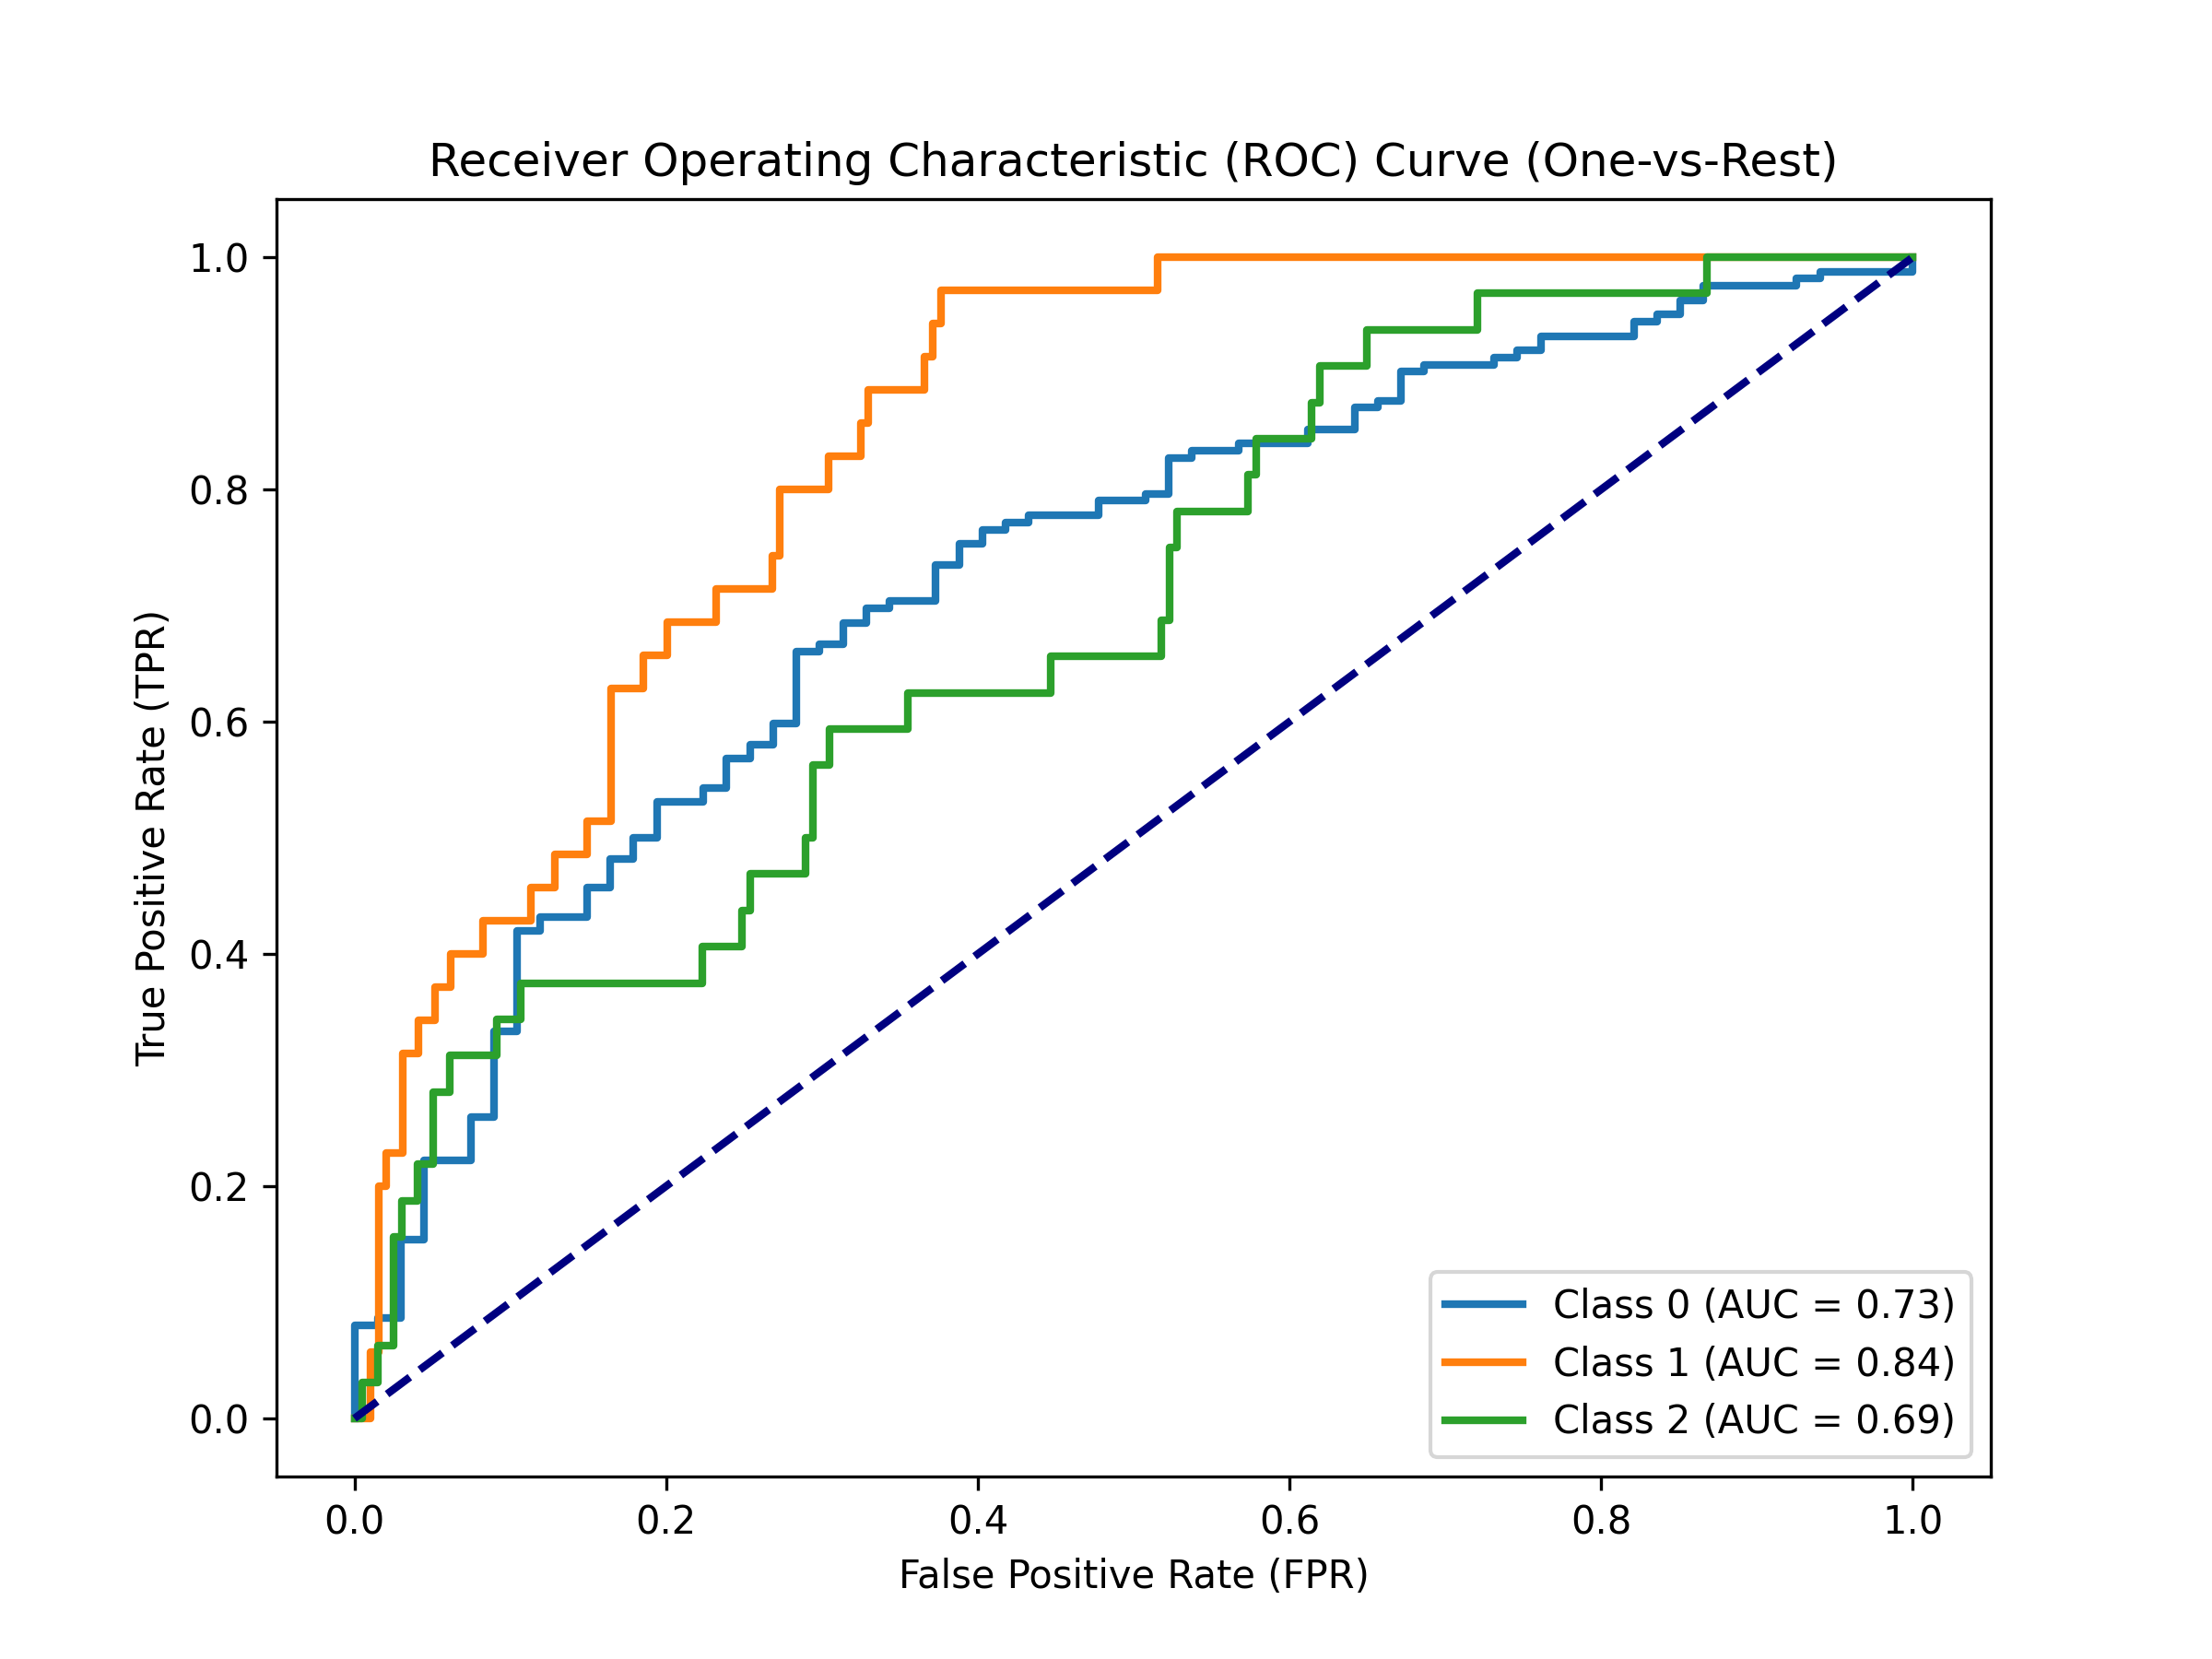 Receiver Operating Characteristic (ROC) Curve (One-vs-Rest)
1.0
0.8
0.6
0.4
0.2
0.0
True Positive Rate (TPR)
Class 0 (AUC = 0.73)
Class 1 (AUC = 0.84)
Class 2 (AUC = 0.69)
0.0 0.2 0.4 0.6 0.8 1.0
False Positive Rate (FPR)